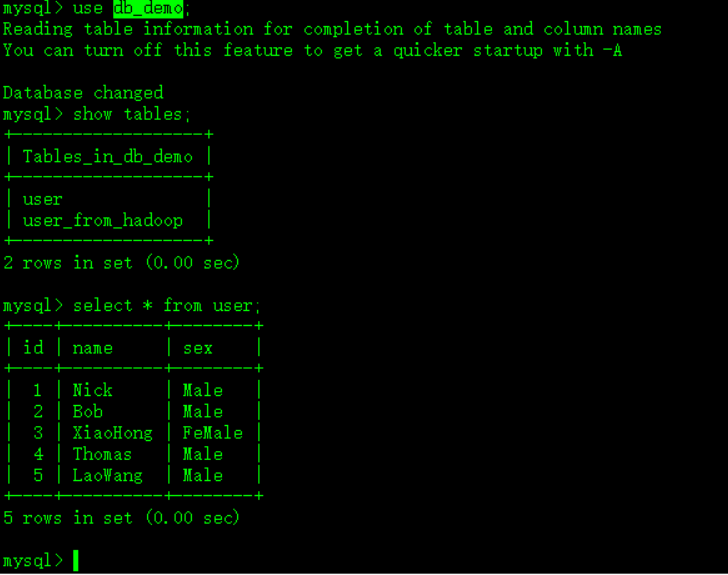 mysql> use db_demo;
Reading table information for completion of table and column names
You can turn off this feature to get a quicker startup with -A
Database changed
mysql> show tables;
+-------------------+
| Tables_in_db_demo |
+-------------------+
| user              |
| user_from_hadoop  |
+-------------------+
2 rows in set (0.00 sec)
mysql> select * from user;
+----+----------+--------+
| id | name     | sex    |
+----+----------+--------+
|  1 | Nick     | Male   |
|  2 | Bob      | Male   |
|  3 | XiaoHong | FeMale |
|  4 | Thomas   | Male   |
|  5 | LaoWang  | Male   |
+----+----------+--------+
5 rows in set (0.00 sec)
mysql>